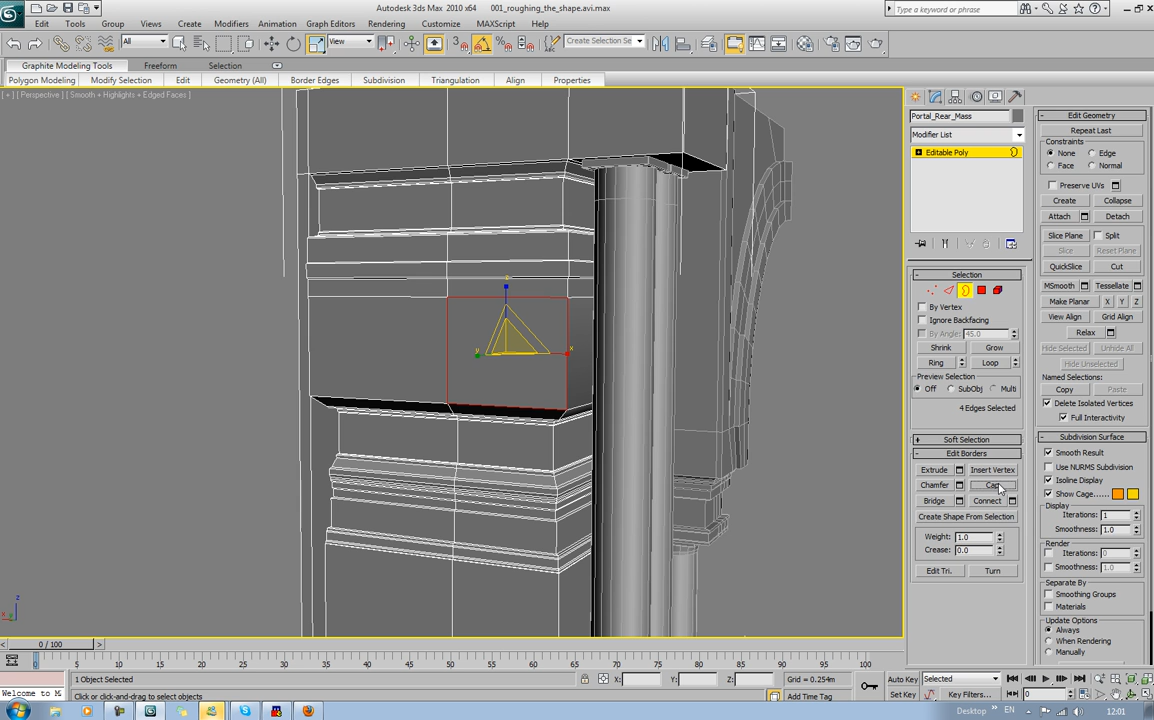 Autodesk 3ds Max 2010 x64 001_roughing_the_shape.avi.max
Type a keyword or phrase
Edit Tools Group Views Create Modifiers Animation Graph Editors Rendering Customize MAXScript Help
All View Create Selection Se
Graphite Modeling Tools Freeform Selection
Polygon Modeling Modify Selection Edit Geometry (All) Border Edges Subdivision Triangulation Align Properties
[ + ] [ Perspective ] [ Smooth + Highlights + Edged Faces ]
Portal_Rear_Mass
Modifier List
Editable Poly
- Selection
By Vertex
Ignore Backfacing
By Angle: 45.0
Shrink Grow
Ring Loop
Preview Selection
Off SubObj Multi
4 Edges Selected
+ Soft Selection
- Edit Borders
Extrude Insert Vertex
Chamfer Cap
Bridge Connect
Create Shape From Selection
Weight: 1.0
Crease: 0.0
Edit Tri. Turn
- Edit Geometry
Repeat Last
Constraints
None Edge
Face Normal
Preserve UVs
Create Collapse
Attach Detach
Slice Plane Split
Slice Reset Plane
QuickSlice Cut
MSmooth Tessellate
Make Planar X Y Z
View Align Grid Align
Relax
Hide Selected Unhide All
Hide Unselected
Named Selections:
Copy Paste
Delete Isolated Vertices
Full Interactivity
- Subdivision Surface
Smooth Result
Use NURMS Subdivision
Isoline Display
Show Cage......
Display
Iterations: 1
Smoothness: 1.0
Render
Iterations: 0
Smoothness: 1.0
Separate By
Smoothing Groups
Materials
Update Options
Always
When Rendering
Manually
z
x
y
0 / 100
0 5 10 15 20 25 30 35 40 45 50 55 60 65 70 75 80 85 90 95 100
1 Object Selected X: Y: Z: Grid = 0.254m Auto Key Selected
Welcome to M Click or click-and-drag to select objects Add Time Tag Set Key Key Filters... 0
Desktop EN 12:01